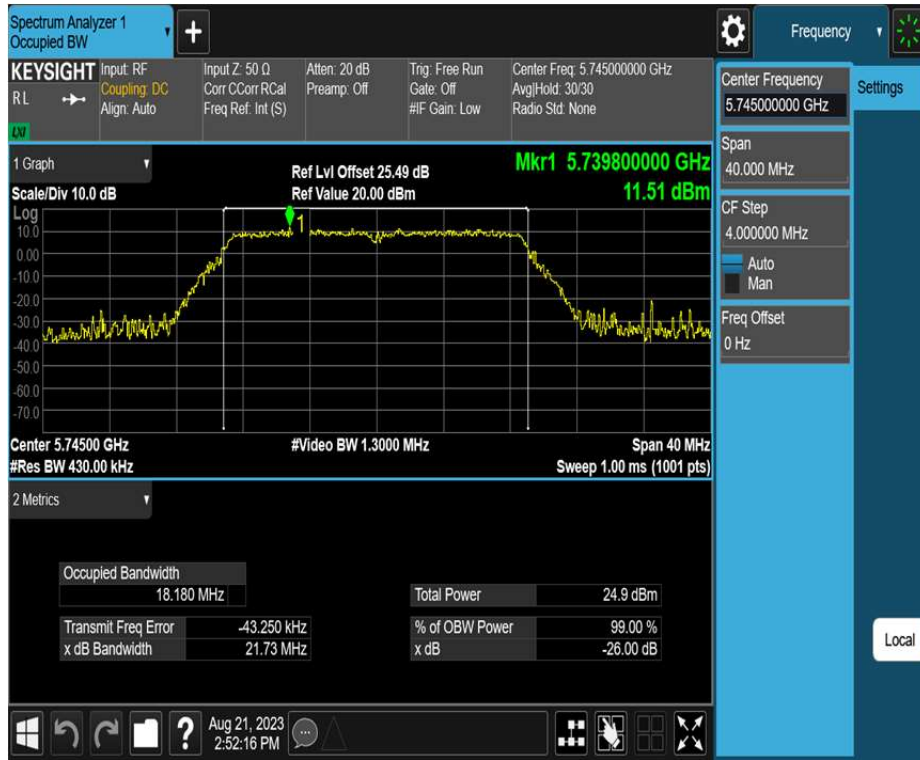 Spectrum Analyzer 1
Occupied BW
+
Frequency
KEYSIGHT
RL
LXI
Input: RF
Coupling: DC
Align: Auto
Input Z: 50 Ω
Corr CCorr RCal
Freq Ref: Int (S)
Atten: 20 dB
Preamp: Off
Trig: Free Run
Gate: Off
#IF Gain: Low
Center Freq: 5.745000000 GHz
Avg|Hold: 30/30
Radio Std: None
Center Frequency
5.745000000 GHz
Settings
Span
40.000 MHz
CF Step
4.000000 MHz
Auto
Man
Freq Offset
0 Hz
Local
1 Graph
Scale/Div 10.0 dB
Ref Lvl Offset 25.49 dB
Ref Value 20.00 dBm
Mkr1 5.739800000 GHz
11.51 dBm
Log
1
10.0
0.00
-10.0
-20.0
-30.0
-40.0
-50.0
-60.0
-70.0
Center 5.74500 GHz
#Video BW 1.3000 MHz
Span 40 MHz
#Res BW 430.00 kHz
Sweep 1.00 ms (1001 pts)
2 Metrics
Occupied Bandwidth
18.180 MHz
Total Power 24.9 dBm
Transmit Freq Error -43.250 kHz
% of OBW Power 99.00 %
x dB Bandwidth 21.73 MHz
x dB -26.00 dB
?
Aug 21, 2023
2:52:16 PM